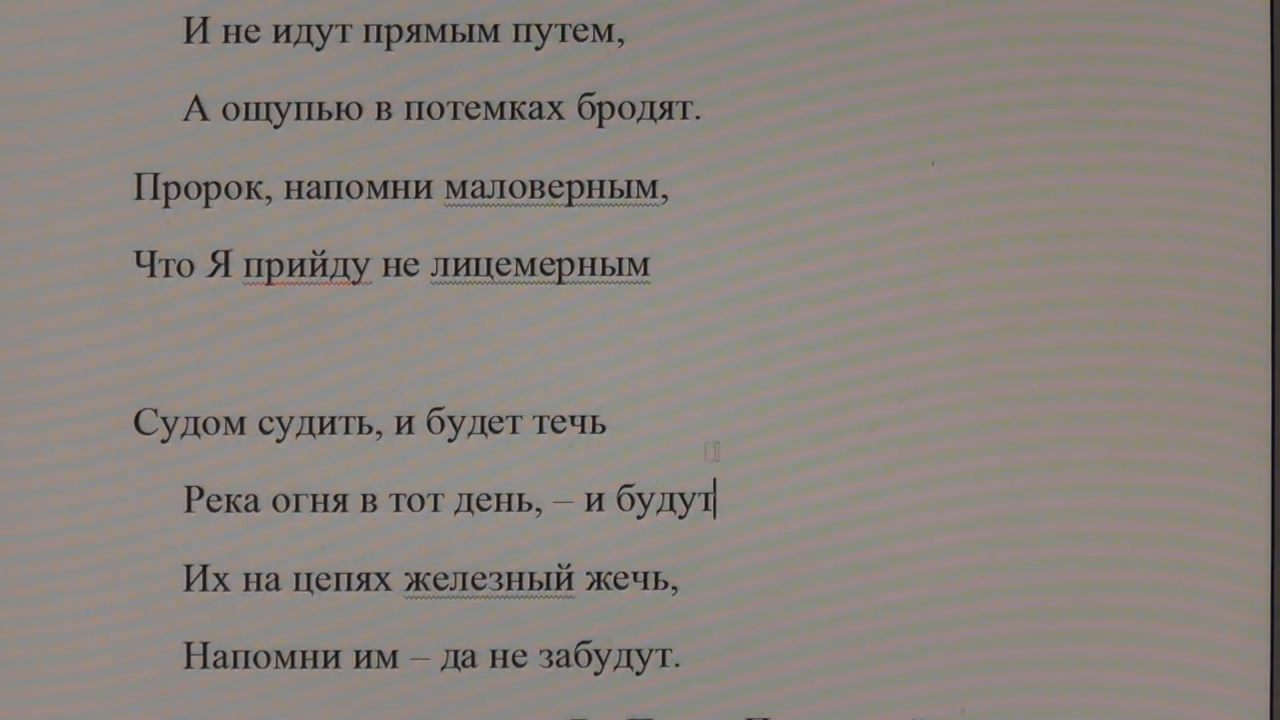 И не идут прямым путем,
А ощупью в потемках бродят.
Пророк, напомни маловерным,
Что Я прийду не лицемерным
Судом судить, и будет течь
Река огня в тот день, – и будут
Их на цепях железный жечь,
Напомни им – да не забудут.